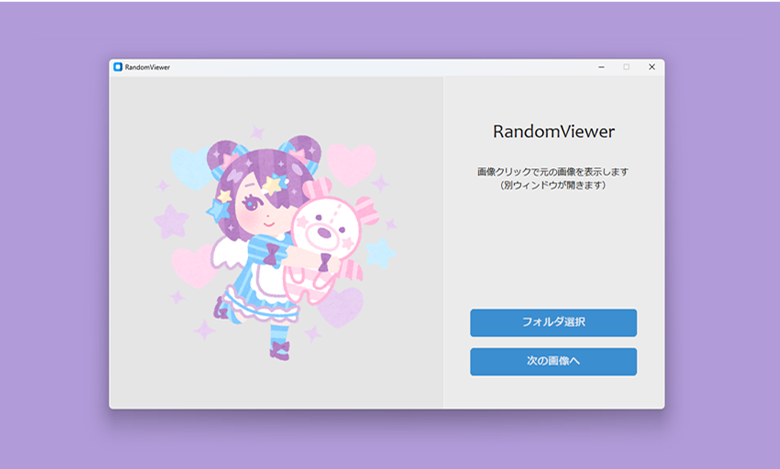 RandomViewer
RandomViewer
画像クリックで元の画像を表示します
（別ウィンドウが開きます）
フォルダ選択
次の画像へ